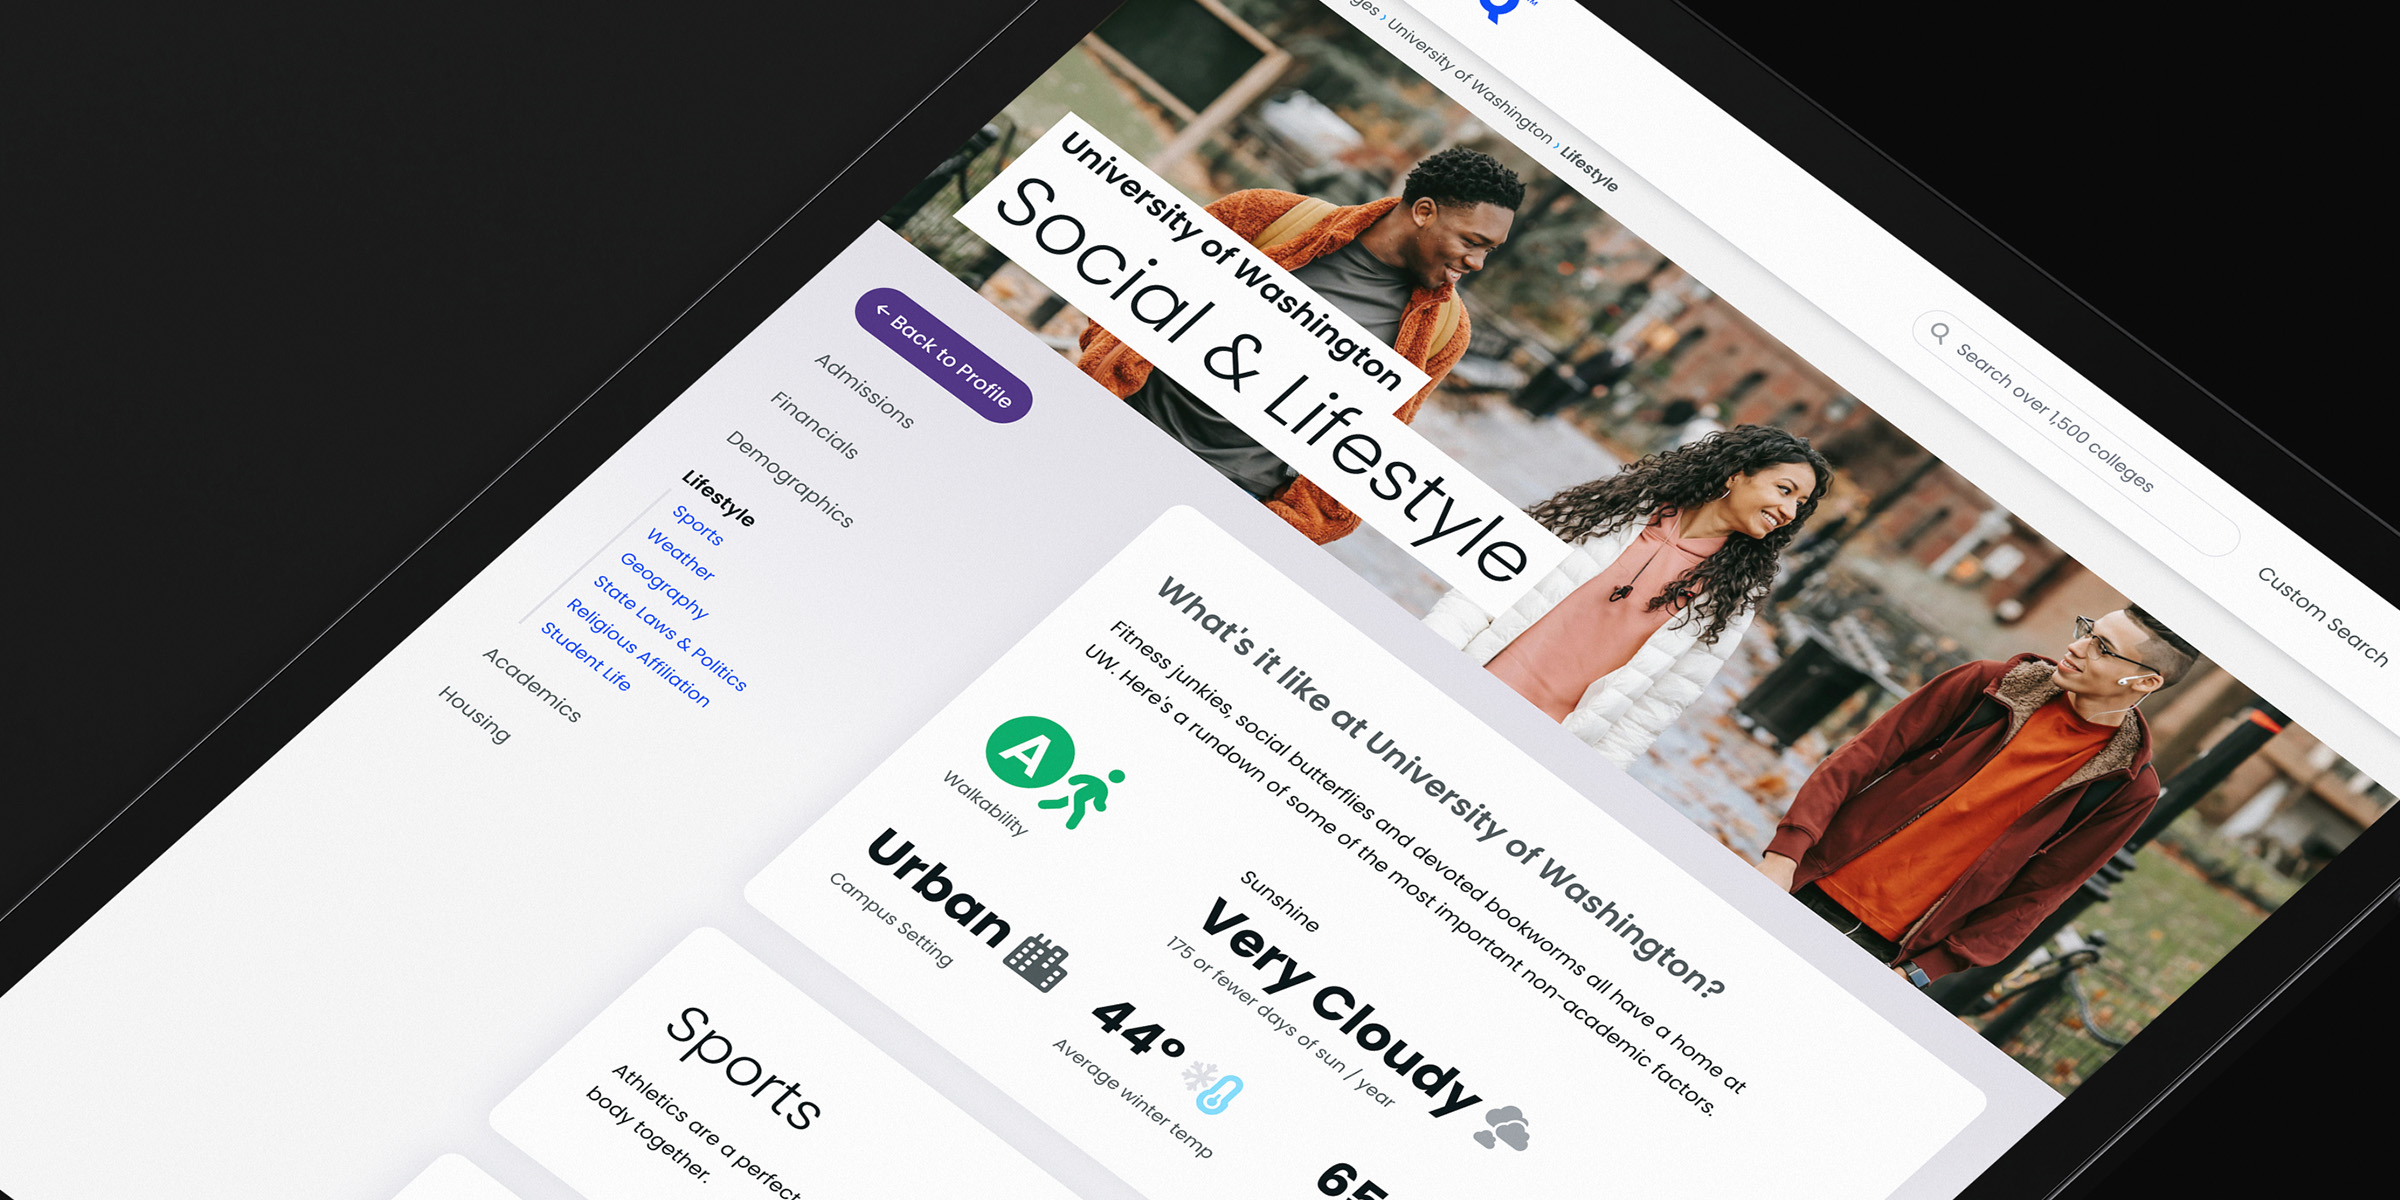 TM
University of Washington › Lifestyle
Search over 1,500 colleges
Custom Search
University of Washington
Social & Lifestyle
← Back to Profile
Admissions
Financials
Demographics
Lifestyle
Sports
Weather
Geography
State Laws & Politics
Religious Affiliation
Student Life
Academics
Housing
What's it like at University of Washington?
Fitness junkies, social butterflies and devoted bookworms all have a home at
UW. Here's a rundown of some of the most important non-academic factors.
A
Walkability
Urban
Campus Setting
Sunshine
Very Cloudy
175 or fewer days of sun / year
44°
Average winter temp
65
Sports
Athletics are a perfect
body together.